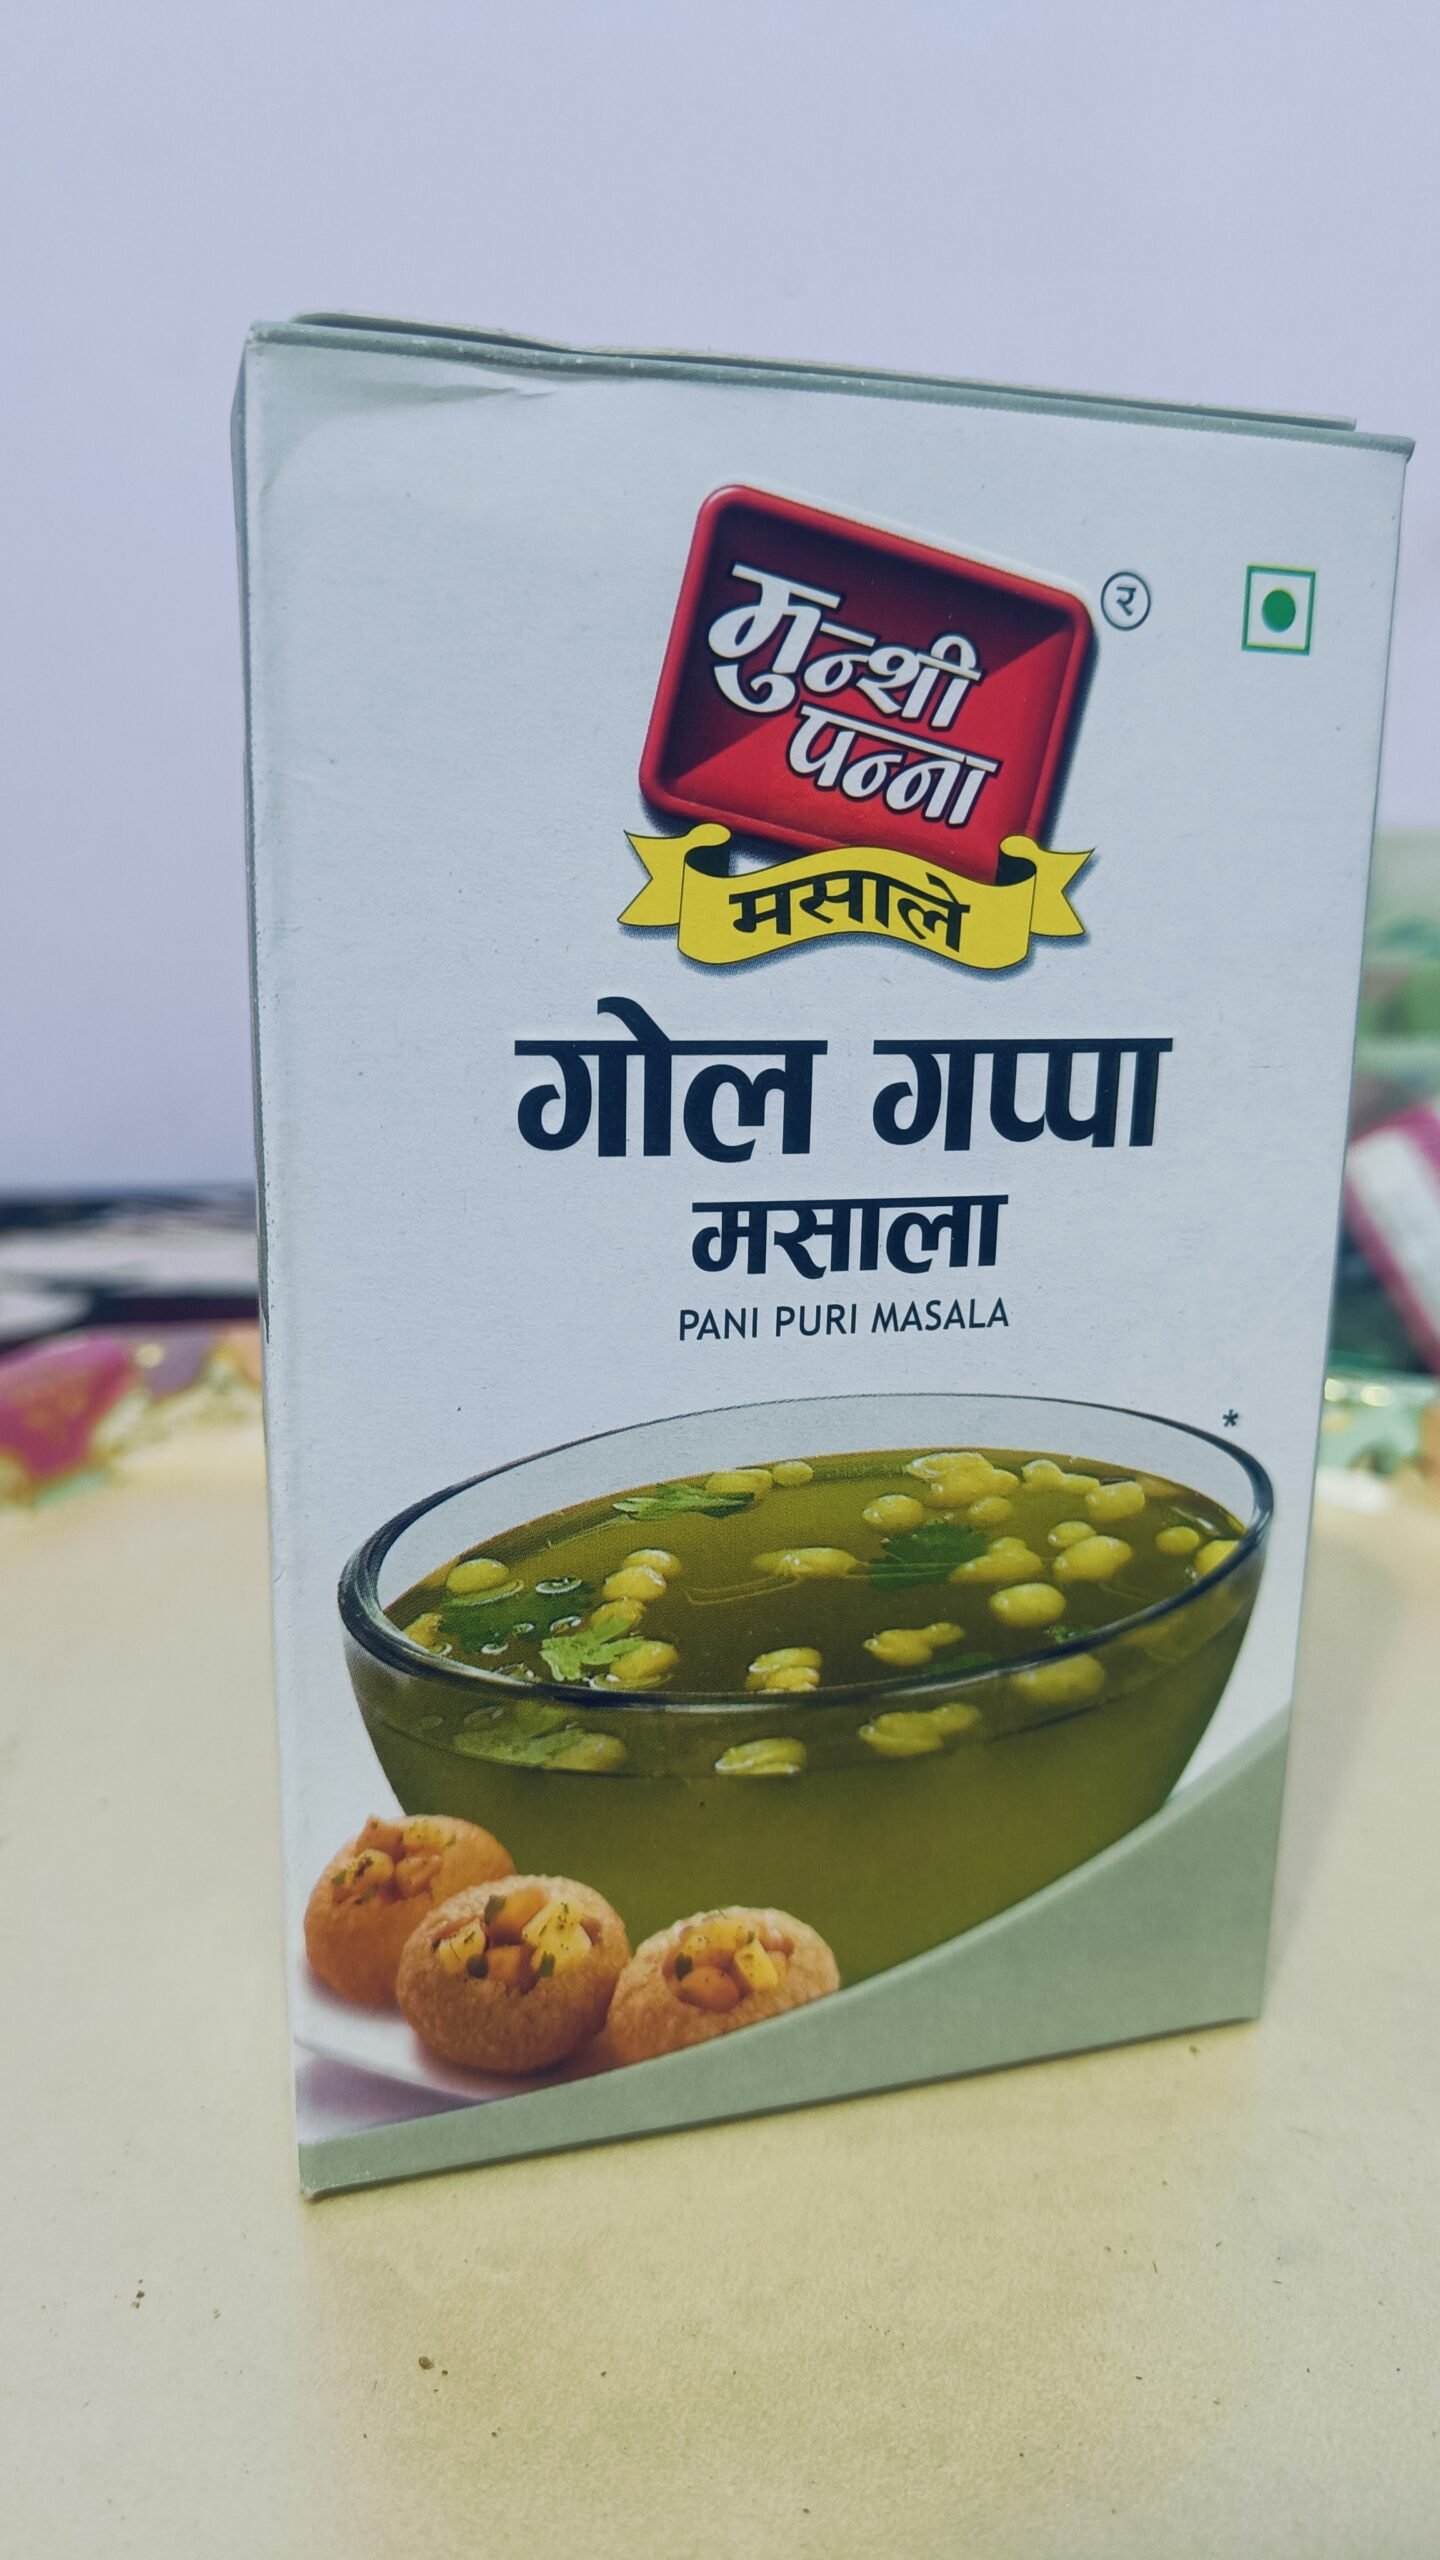 मुन्शी
पन्ना
र
मसाले
गोल गप्पा
मसाला
PANI PURI MASALA
*